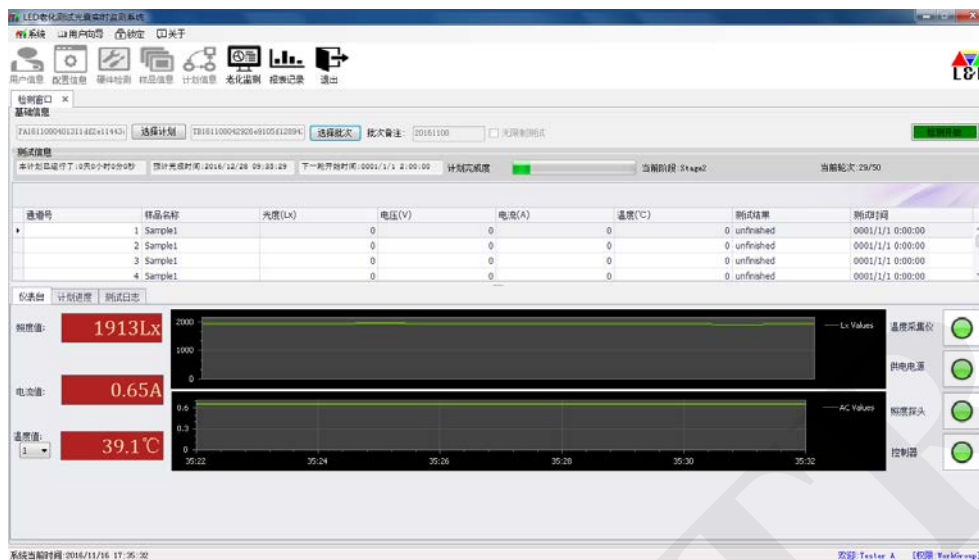 LED老化测试光衰实时监测系统
系统 用户向导 锁定 关于
用户信息 配置信息 硬件检测 样品信息 计划信息 老化监测 报表记录 退出
检测窗口 ×
基础信息
选择计划 选择批次 批次备注: 20161108 无限制测试
测试信息
本计划已运行了:0天0小时0分0秒 预计完成时间:2016/12/28 09:33:29 下一轮开始时间:0001/1/1 0:00:00 计划完成度 当前阶段:Stage2 当前轮次:29/50
通道号 样品名称 光度(Lx) 电压(V) 电流(A) 温度(℃) 测试结果 测试时间
1 Sample1 0 0 0 0 unfinished 0001/1/1 0:00:00
2 Sample1 0 0 0 0 unfinished 0001/1/1 0:00:00
3 Sample1 0 0 0 0 unfinished 0001/1/1 0:00:00
4 Sample1 0 0 0 0 unfinished 0001/1/1 0:00:00
仪表台 计划进度 测试日志
照度值: 1913Lx
2000
1000
0
Lx Values
温度采集仪
供电电源
电流值: 0.65A
0.6
0.3
0
AC Values
照度探头
温度值:
1
39.1℃
控制器
35:22 35:24 35:26 35:28 35:30 35:32
系统当前时间:2016/11/16 17:35:32
欢迎:Tester A [权限:WorkGroup]